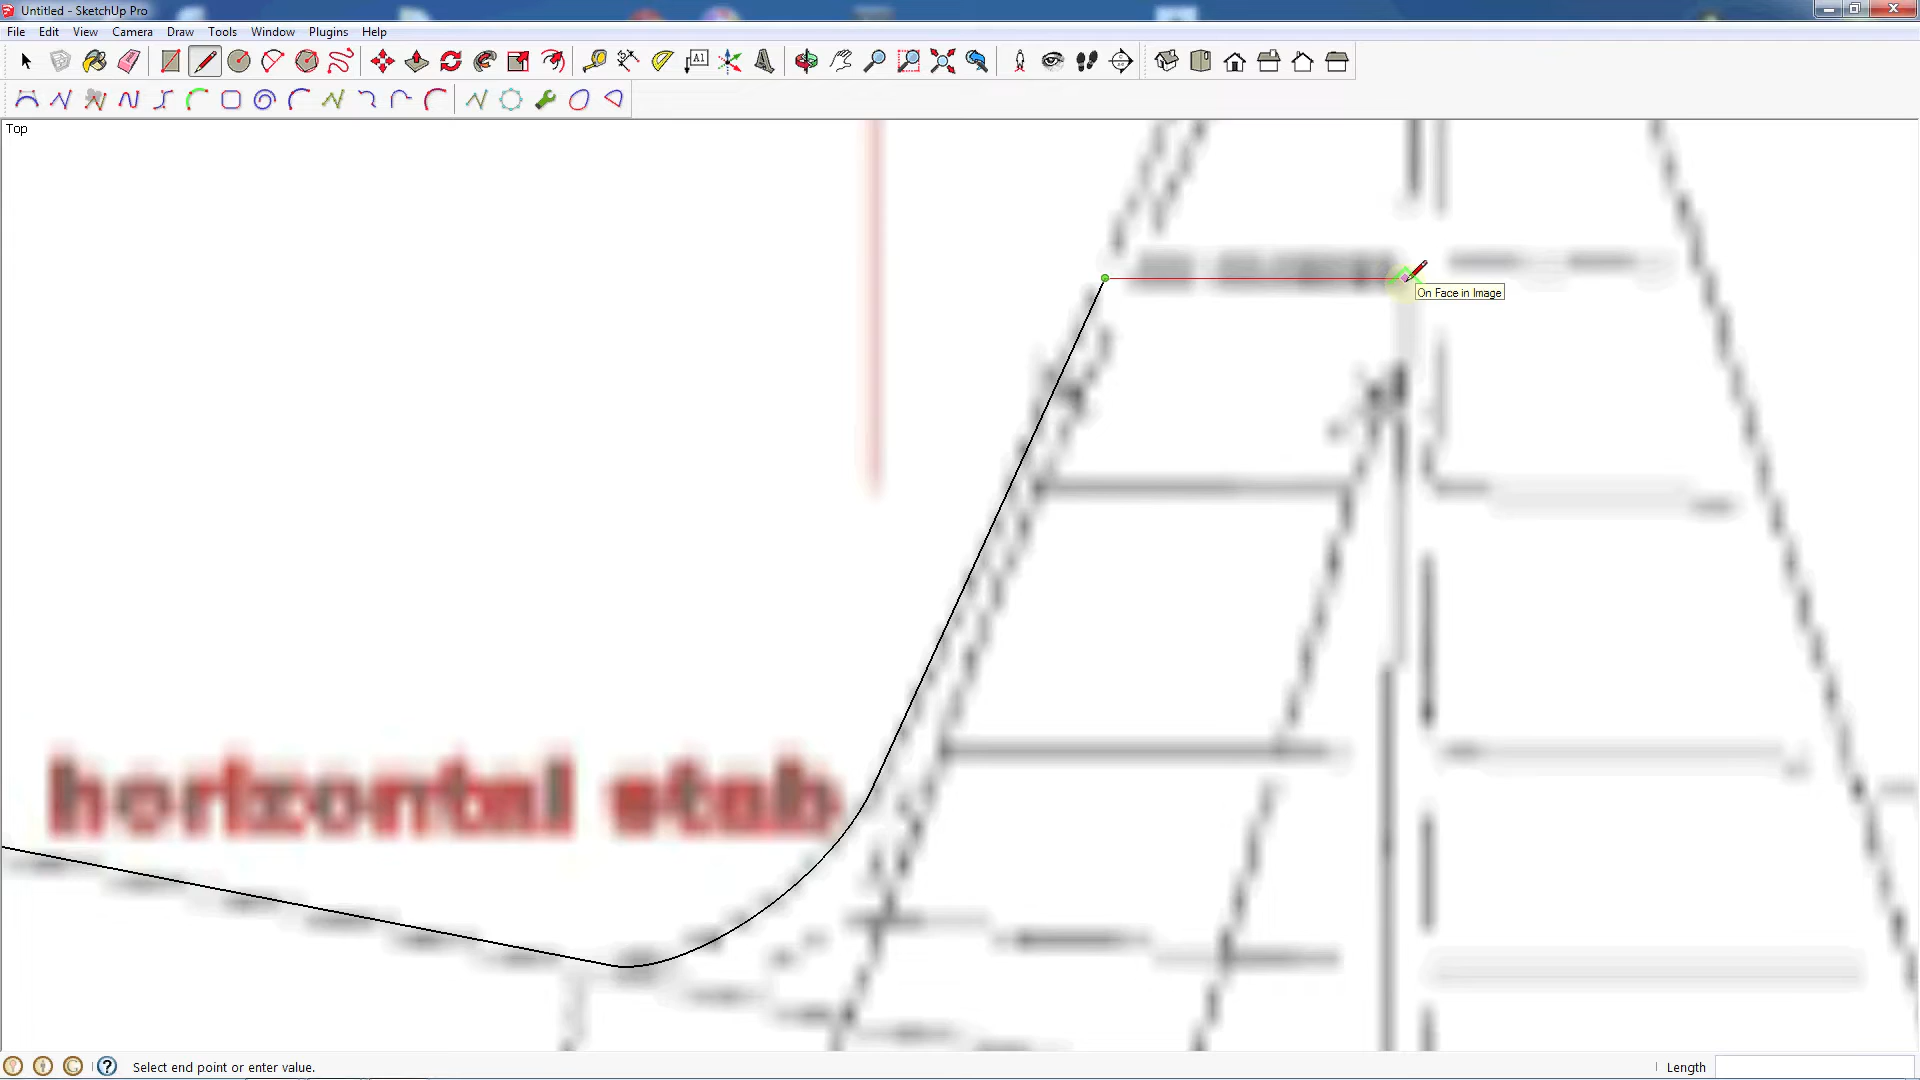 Untitled - SketchUp Pro
File Edit View Camera Draw Tools Window Plugins Help
A1
Top
On Face in Image
horizontal stab
Select end point or enter value.
Length